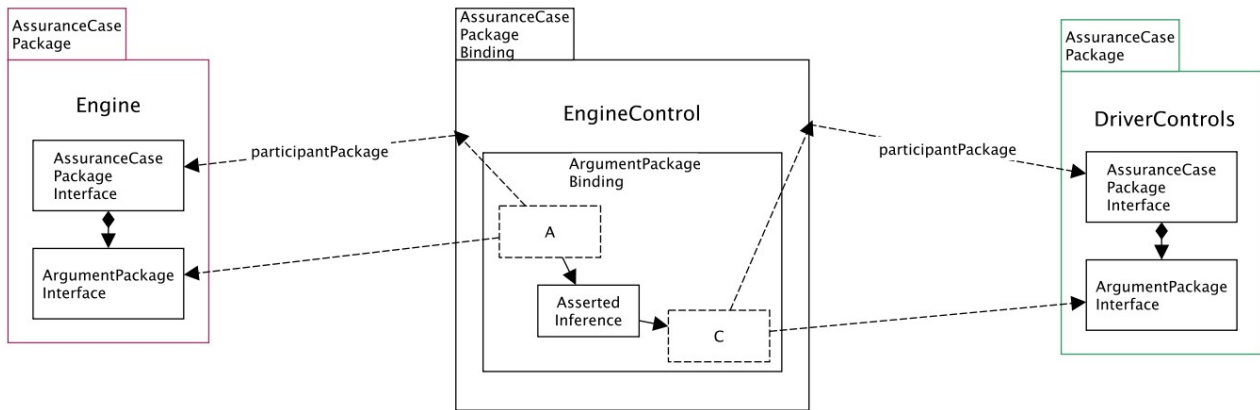 AssuranceCase
Package
Engine
AssuranceCase
Package
Interface
ArgumentPackage
Interface
participantPackage
AssuranceCase
Package
Binding
EngineControl
ArgumentPackage
Binding
A
Asserted
Inference
C
participantPackage
AssuranceCase
Package
DriverControls
AssuranceCase
Package
Interface
ArgumentPackage
Interface